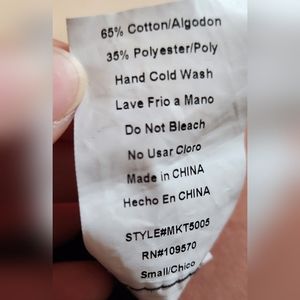 65% Cotton/Algodon
35% Polyester/Poly
Hand Cold Wash
Lave Frio a Mano
Do Not Bleach
No Usar Cloro
Made in CHINA
Hecho En CHINA
STYLE#MKT5005
RN#109570
Small/Chico